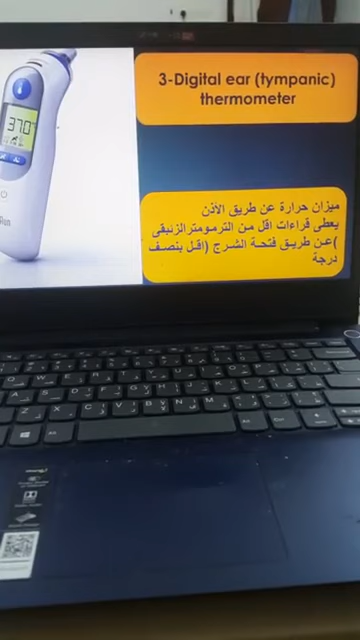 3-Digital ear (tympanic)
thermometer
37.0
ميزان حرارة عن طريق الأذن
يعطى قراءات اقل من الترمومترالزئبقى
)عن طريق فتحة الشرج (اقل بنصف
درجة